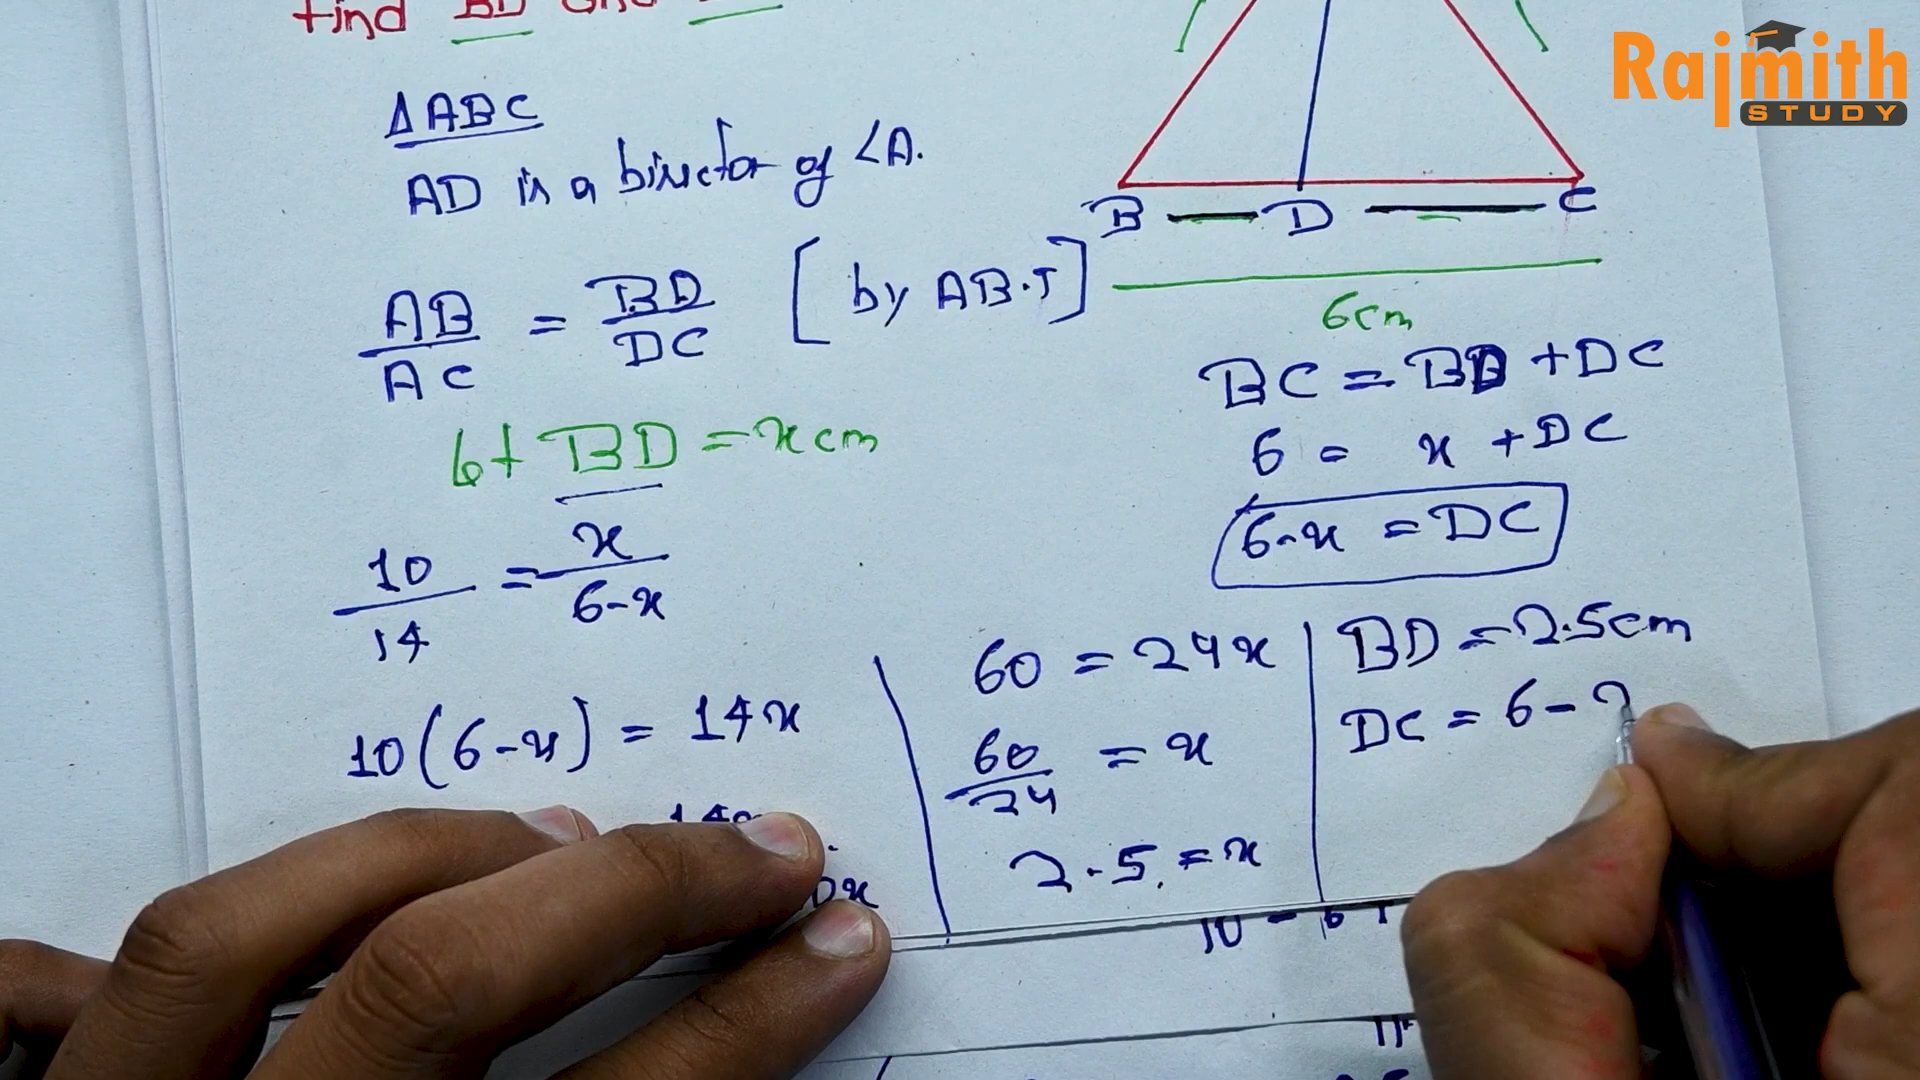 find BD and
Rajmith
STUDY
ΔABC
AD is a bisector of ∠A.
B D C
6cm
AB/AC = BD/DC [by AB.T]
BC = BD + DC
6 = x + DC
6-x = DC
let BD = x cm
10/14 = x/6-x
10(6-x) = 14x
60 = 24x
60/24 = x
2.5 = x
BD = 2.5cm
DC = 6-